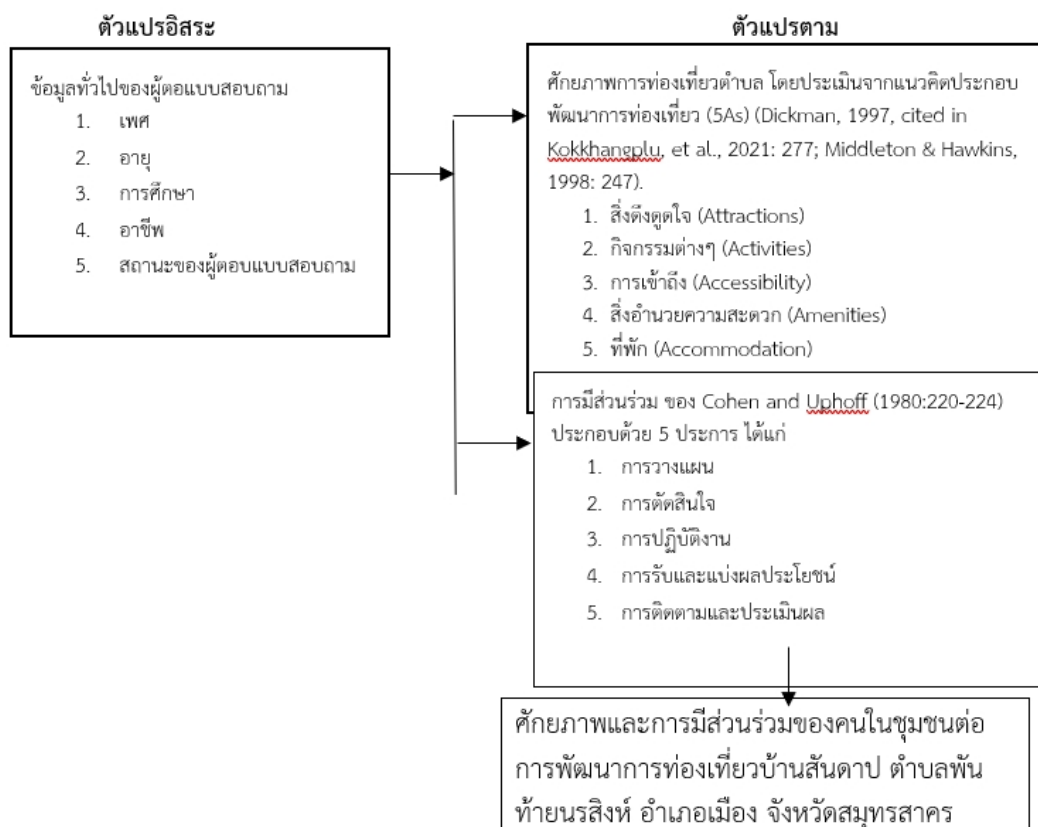 ตัวแปรอิสระ
ข้อมูลทั่วไปของผู้ตอแบบสอบถาม
1. เพศ
2. อายุ
3. การศึกษา
4. อาชีพ
5. สถานะของผู้ตอบแบบสอบถาม
ตัวแปรตาม
ศักยภาพการท่องเที่ยวตำบล โดยประเมินจากแนวคิดประกอบ
พัฒนาการท่องเที่ยว (5As) (Dickman, 1997, cited in
Kokkhangplu, et al., 2021: 277; Middleton & Hawkins,
1998: 247).
1. สิ่งดึงดูดใจ (Attractions)
2. กิจกรรมต่างๆ (Activities)
3. การเข้าถึง (Accessibility)
4. สิ่งอำนวยความสะดวก (Amenities)
5. ที่พัก (Accommodation)
การมีส่วนร่วม ของ Cohen and Uphoff (1980:220-224)
ประกอบด้วย 5 ประการ ได้แก่
1. การวางแผน
2. การตัดสินใจ
3. การปฏิบัติงาน
4. การรับและแบ่งผลประโยชน์
5. การติดตามและประเมินผล
ศักยภาพและการมีส่วนร่วมของคนในชุมชนต่อ
การพัฒนาการท่องเที่ยวบ้านสันดาป ตำบลพัน
ท้ายนรสิงห์ อำเภอเมือง จังหวัดสมุทรสาคร